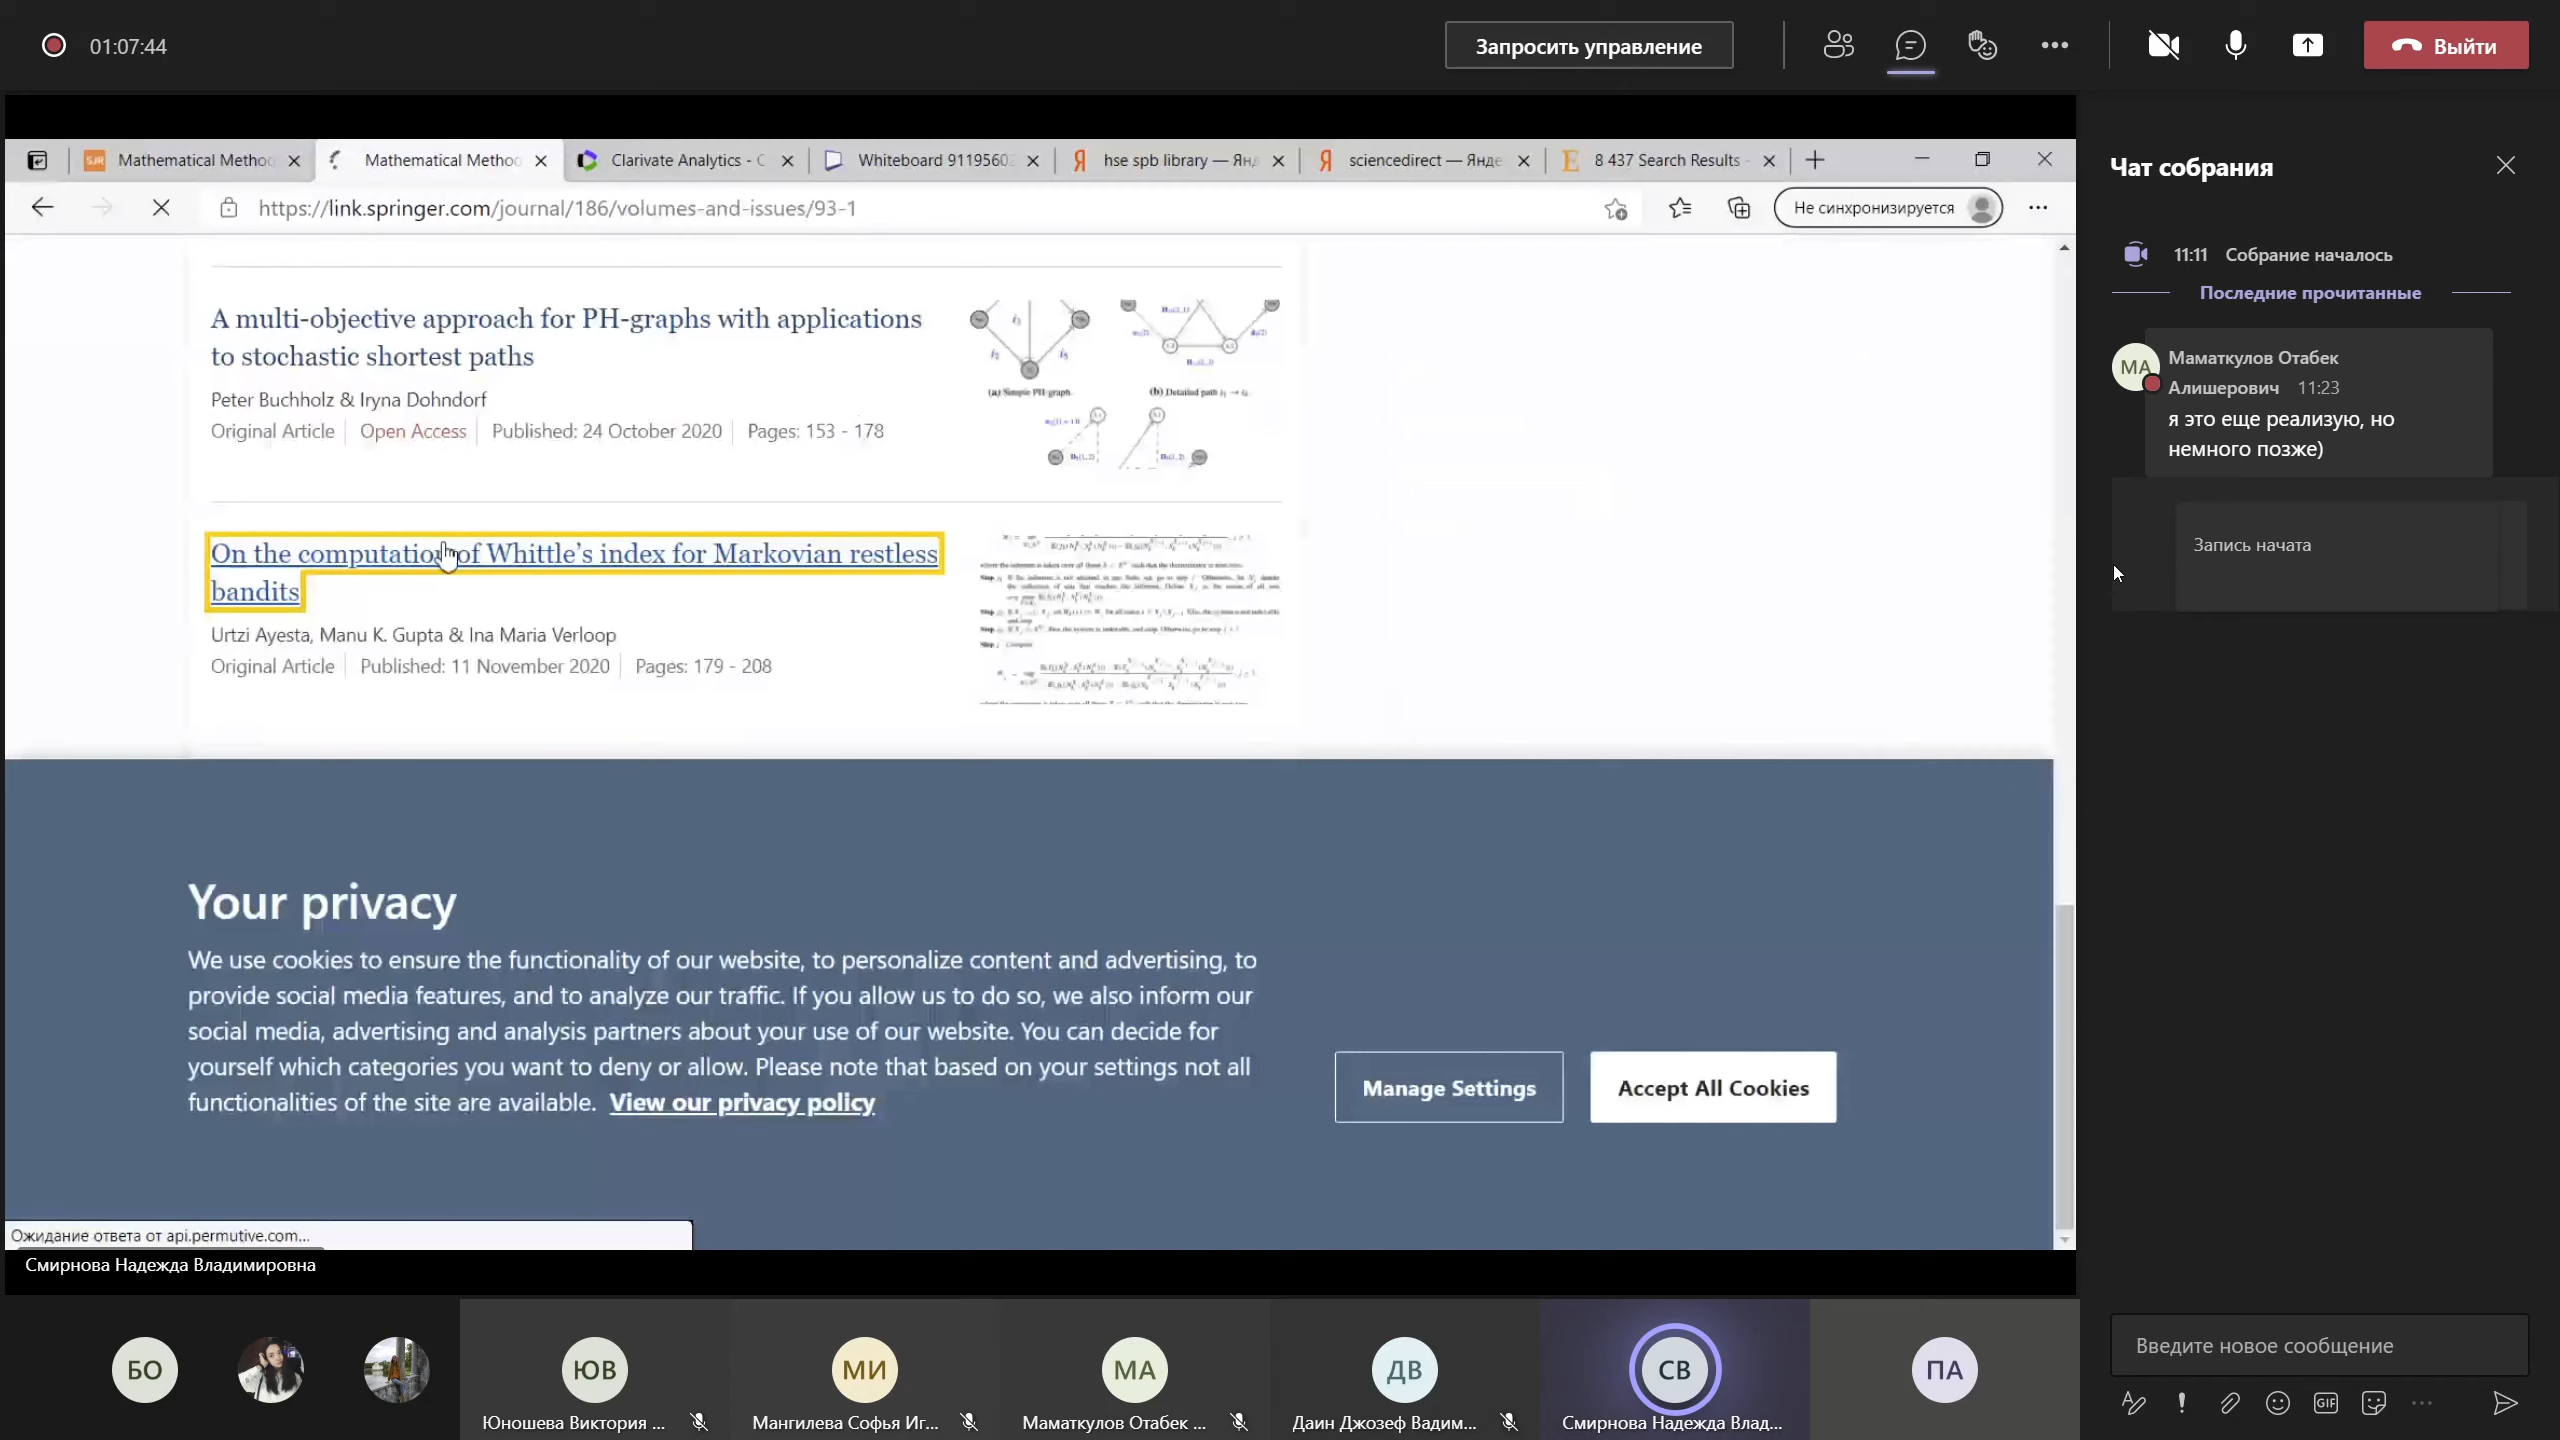 01:07:44
Запросить управление
Выйти
Mathematical Metho
Mathematical Metho
Clarivate Analytics - C
Whiteboard 9119560
hse spb library — Янд
sciencedirect — Янде
8 437 Search Results -
https://link.springer.com/journal/186/volumes-and-issues/93-1
Не синхронизируется
A multi-objective approach for PH-graphs with applications
to stochastic shortest paths
Peter Buchholz & Iryna Dohndorf
Original Article Open Access Published: 24 October 2020 Pages: 153 - 178
(a) Simple PH-graph.
(b) Detailed path
On the computation of Whittle’s index for Markovian restless
bandits
Urtzi Ayesta, Manu K. Gupta & Ina Maria Verloop
Original Article Published: 11 November 2020 Pages: 179 - 208
Your privacy
We use cookies to ensure the functionality of our website, to personalize content and advertising, to
provide social media features, and to analyze our traffic. If you allow us to do so, we also inform our
social media, advertising and analysis partners about your use of our website. You can decide for
yourself which categories you want to deny or allow. Please note that based on your settings not all
functionalities of the site are available. View our privacy policy
Manage Settings
Accept All Cookies
Ожидание ответа от api.permutive.com...
Смирнова Надежда Владимировна
БО
ЮВ
МИ
МА
ДВ
СВ
ПА
Юношева Виктория ...
Мангилева Софья Иг...
Маматкулов Отабек ...
Даин Джозеф Вадим...
Смирнова Надежда Влад...
Чат собрания
11:11 Собрание началось
Последние прочитанные
МА
Маматкулов Отабек
Алишерович 11:23
я это еще реализую, но
немного позже)
Запись начата
Введите новое сообщение
GIF